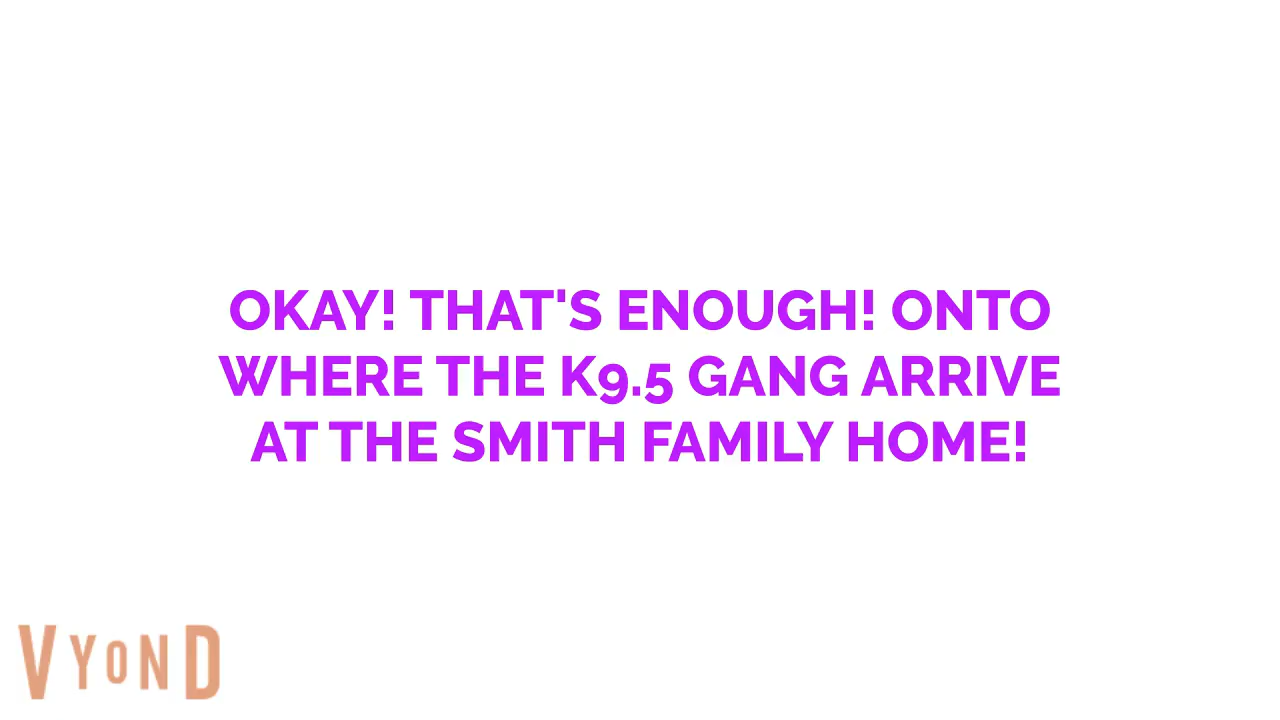 OKAY! THAT'S ENOUGH! ONTO
WHERE THE K9.5 GANG ARRIVE
AT THE SMITH FAMILY HOME!
VYOND